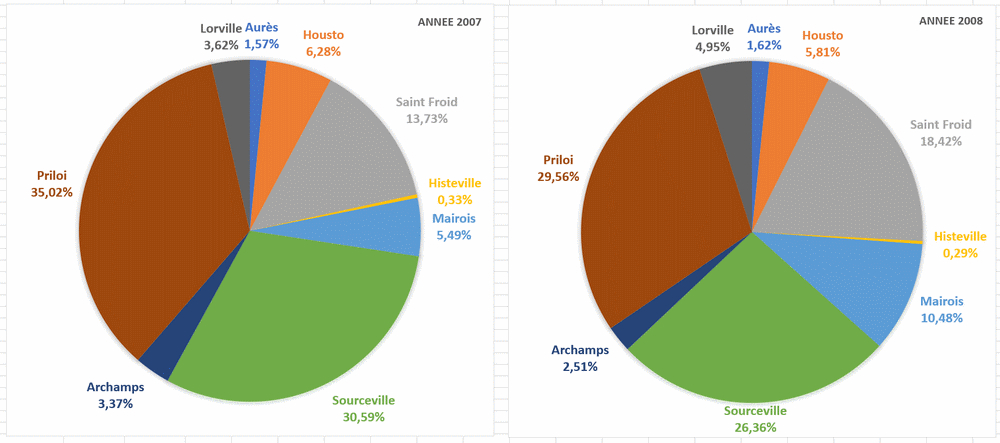 ANNEE 2007
Lorville
3,62%
Aurès
1,57%
Housto
6,28%
Saint Froid
13,73%
Histeville
0,33%
Mairois
5,49%
Sourceville
30,59%
Archamps
3,37%
Priloi
35,02%
ANNEE 2008
Lorville
4,95%
Aurès
1,62%
Housto
5,81%
Saint Froid
18,42%
Histeville
0,29%
Mairois
10,48%
Sourceville
26,36%
Archamps
2,51%
Priloi
29,56%